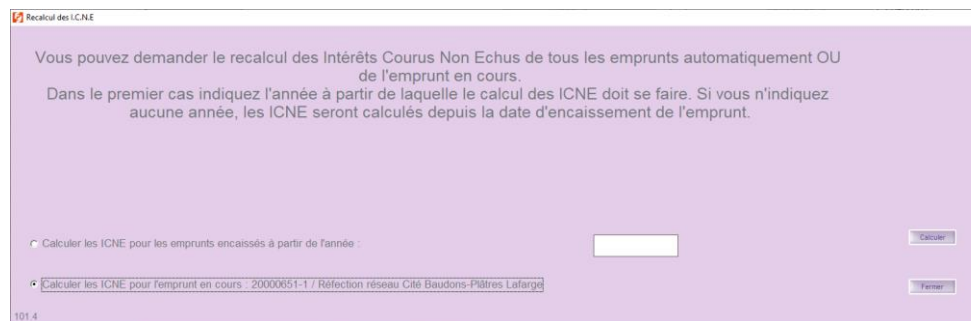 Recalcul des I.C.N.E
Vous pouvez demander le recalcul des Intérêts Courus Non Echus de tous les emprunts automatiquement OU
de l'emprunt en cours.
Dans le premier cas indiquez l'année à partir de laquelle le calcul des ICNE doit se faire. Si vous n'indiquez
aucune année, les ICNE seront calculés depuis la date d'encaissement de l'emprunt.
Calculer les ICNE pour les emprunts encaissés à partir de l'année :
Calculer
Calculer les ICNE pour l'emprunt en cours : 20000651-1 / Réfection réseau Cité Baudons-Plâtres Lafarge
Fermer
101.4